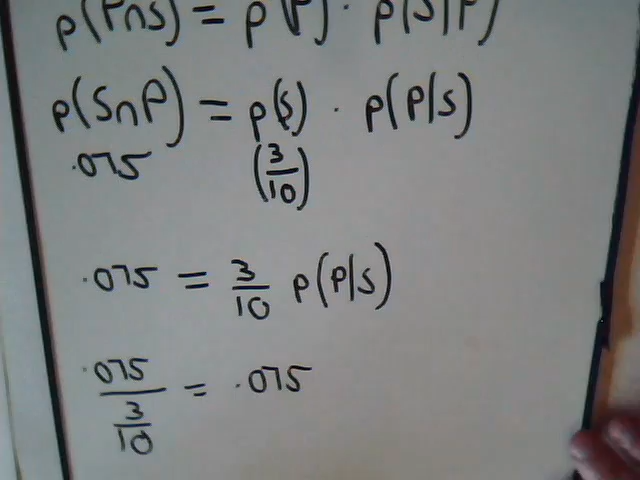 p(P∩S) = p(P) · p(S|P)
p(S∩P) = p(S) · p(P|S)
.075 (3/10)
.075 = 3/10 p(P|S)
.075/(3/10) = .075